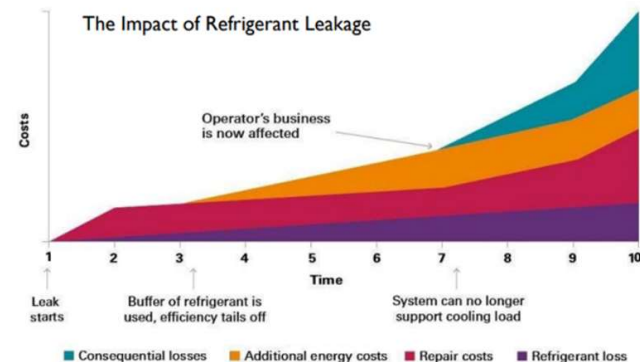 The Impact of Refrigerant Leakage
Costs
Operator's business
is now affected
1 2 3 4 5 6 7 8 9 10
Time
Leak
starts
Buffer of refrigerant is
used, efficiency tails off
System can no longer
support cooling load
Consequential losses Additional energy costs Repair costs Refrigerant loss